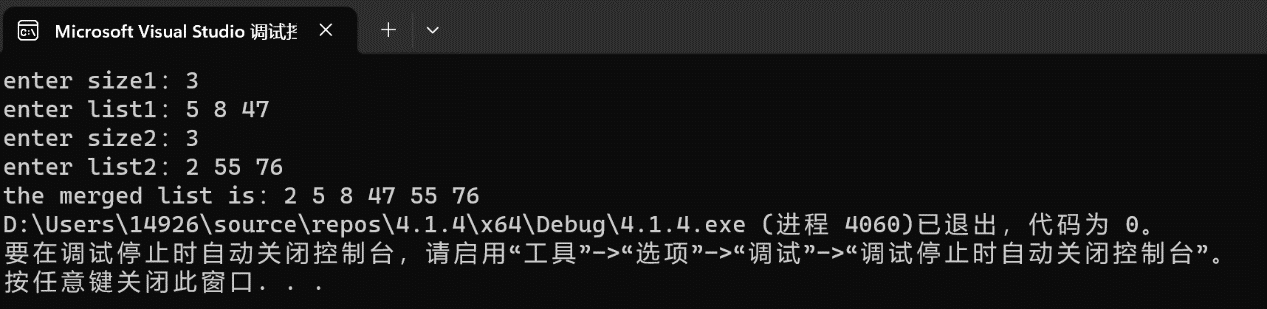 Microsoft Visual Studio 调试控
enter size1: 3
enter list1: 5 8 47
enter size2: 3
enter list2: 2 55 76
the merged list is: 2 5 8 47 55 76
D:\Users\14926\source\repos\4.1.4\x64\Debug\4.1.4.exe (进程 4060)已退出，代码为 0。
要在调试停止时自动关闭控制台，请启用“工具”->“选项”->“调试”->“调试停止时自动关闭控制台”。
按任意键关闭此窗口. . .